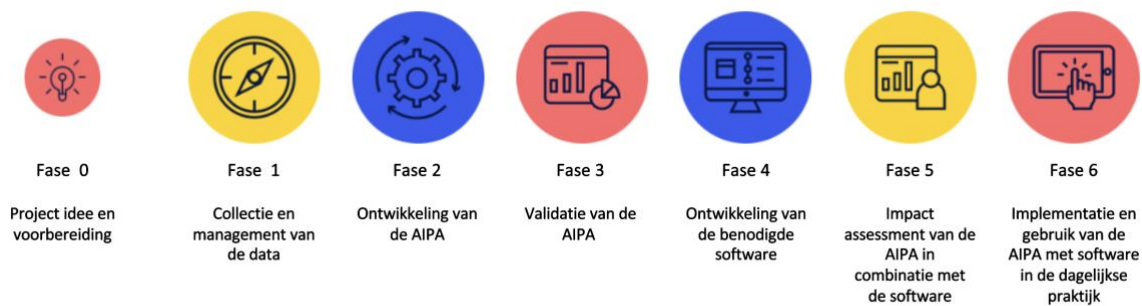 Fase 0
Project idee en
voorbereiding
Fase 1
Collectie en
management van
de data
Fase 2
Ontwikkeling van
de AIPA
Fase 3
Validatie van de
AIPA
Fase 4
Ontwikkeling van
de benodigde
software
Fase 5
Impact
assessment van de
AIPA in
combinatie met
de software
Fase 6
Implementatie en
gebruik van de
AIPA met software
in de dagelijkse
praktijk